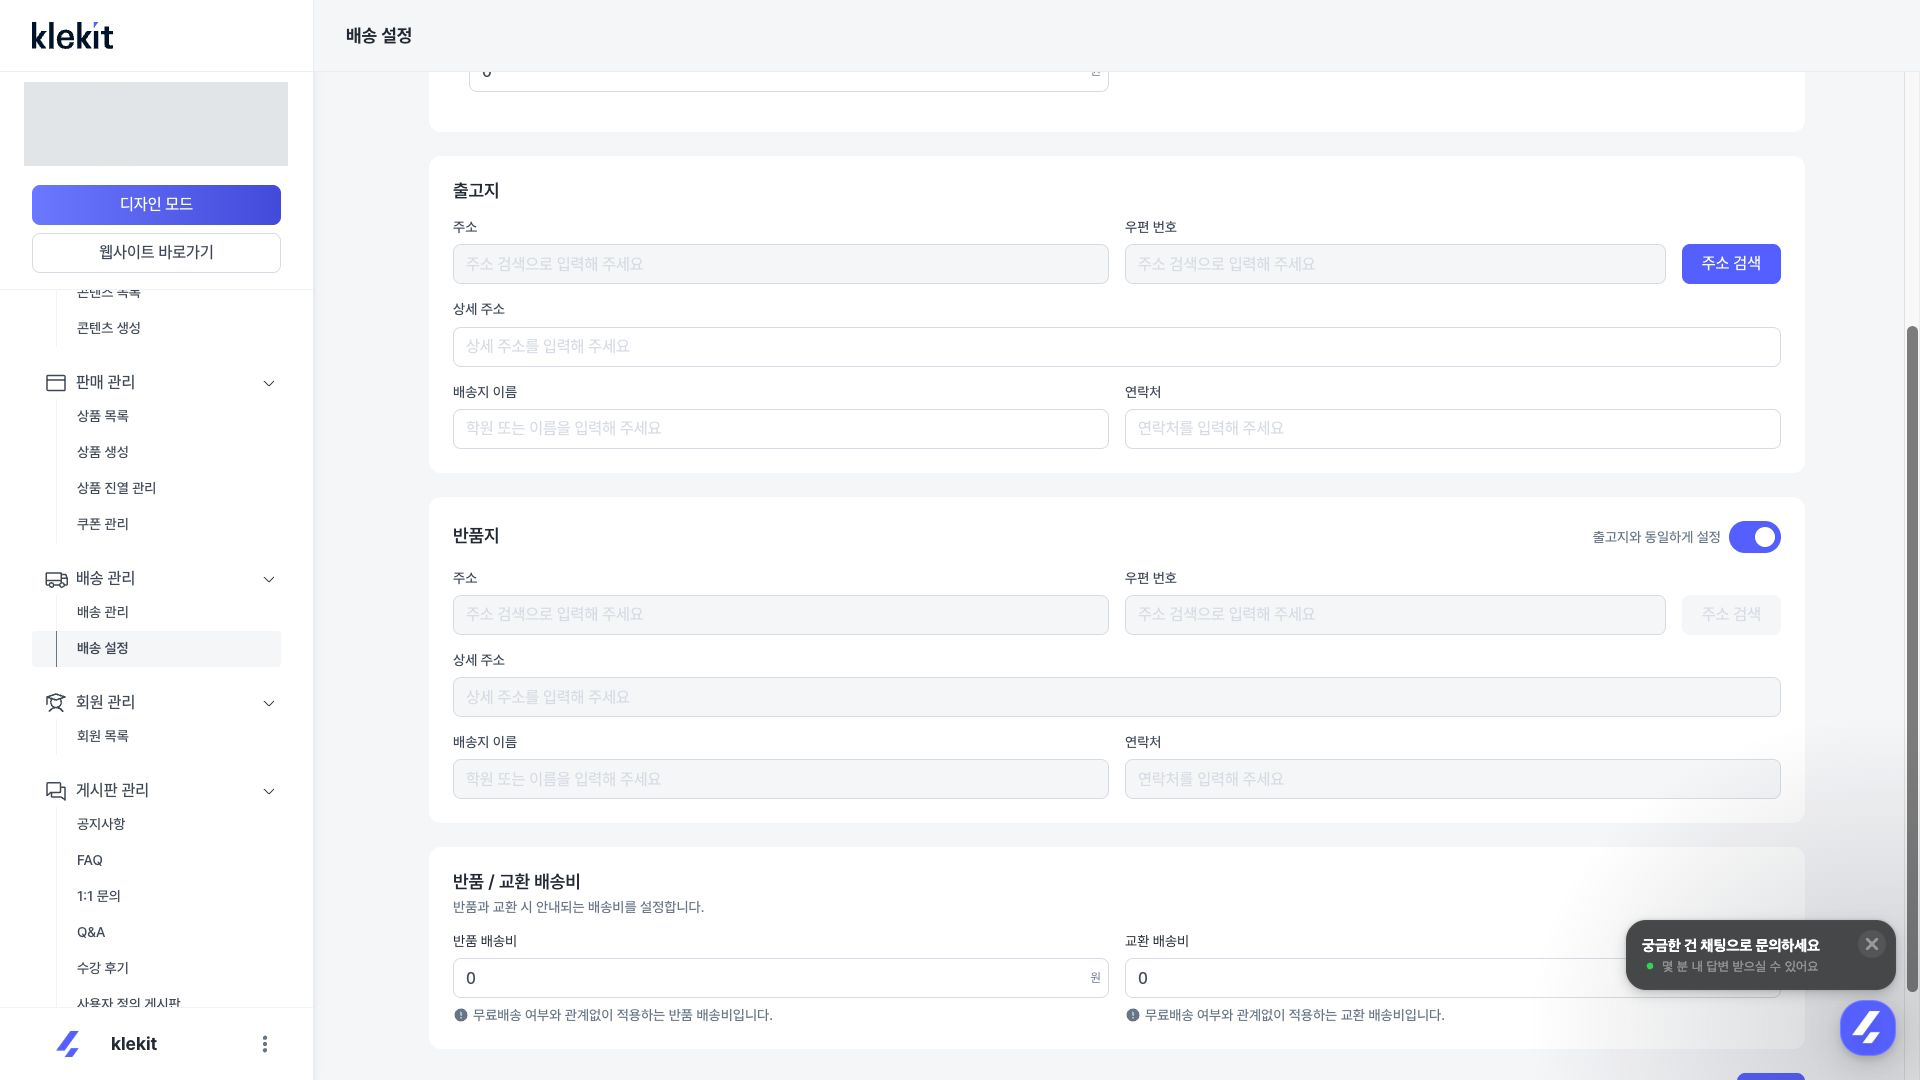 klekit
배송 설정
디자인 모드
웹사이트 바로가기
콘텐츠 목록
콘텐츠 생성
판매 관리
상품 목록
상품 생성
상품 진열 관리
쿠폰 관리
배송 관리
배송 관리
배송 설정
회원 관리
회원 목록
게시판 관리
공지사항
FAQ
1:1 문의
Q&A
수강 후기
사용자 정의 게시판
klekit
0 원
출고지
주소
주소 검색으로 입력해 주세요
우편 번호
주소 검색으로 입력해 주세요
주소 검색
상세 주소
상세 주소를 입력해 주세요
배송지 이름
학원 또는 이름을 입력해 주세요
연락처
연락처를 입력해 주세요
반품지
출고지와 동일하게 설정
주소
주소 검색으로 입력해 주세요
우편 번호
주소 검색으로 입력해 주세요
주소 검색
상세 주소
상세 주소를 입력해 주세요
배송지 이름
학원 또는 이름을 입력해 주세요
연락처
연락처를 입력해 주세요
반품 / 교환 배송비
반품과 교환 시 안내되는 배송비를 설정합니다.
반품 배송비
0 원
무료배송 여부와 관계없이 적용하는 반품 배송비입니다.
교환 배송비
0
무료배송 여부와 관계없이 적용하는 교환 배송비입니다.
궁금한 건 채팅으로 문의하세요
몇 분 내 답변 받으실 수 있어요